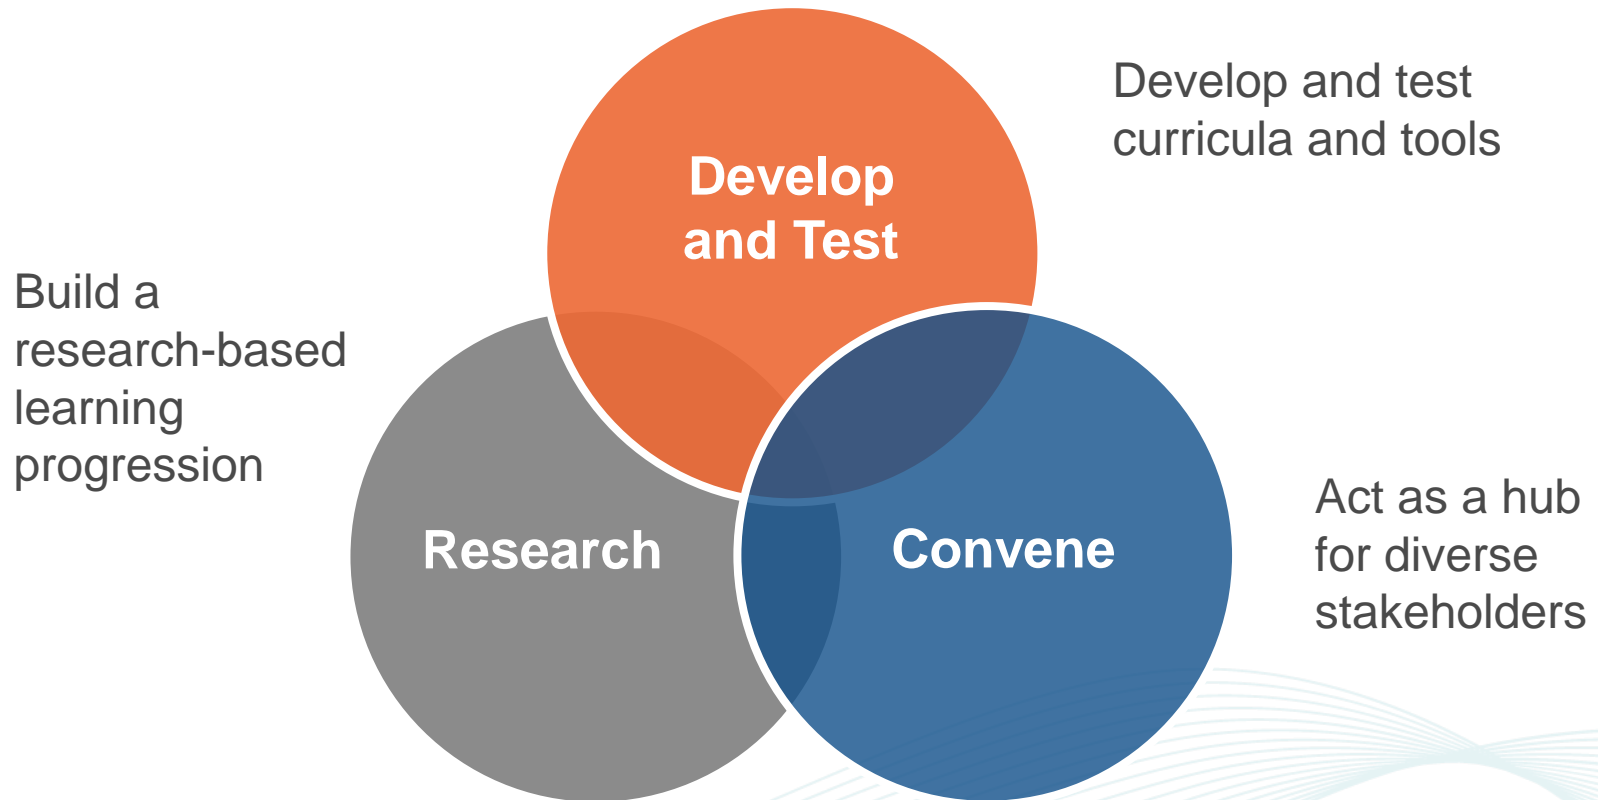 Develop
and Test
Develop and test
curricula and tools
Build a
research-based
learning
progression
Research
Convene
Act as a hub
for diverse
stakeholders